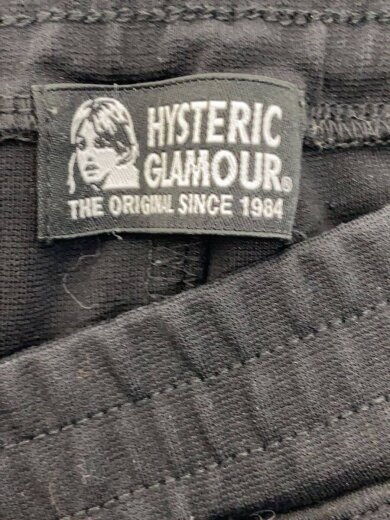 HYSTERIC
GLAMOUR®
THE ORIGINAL SINCE 1984